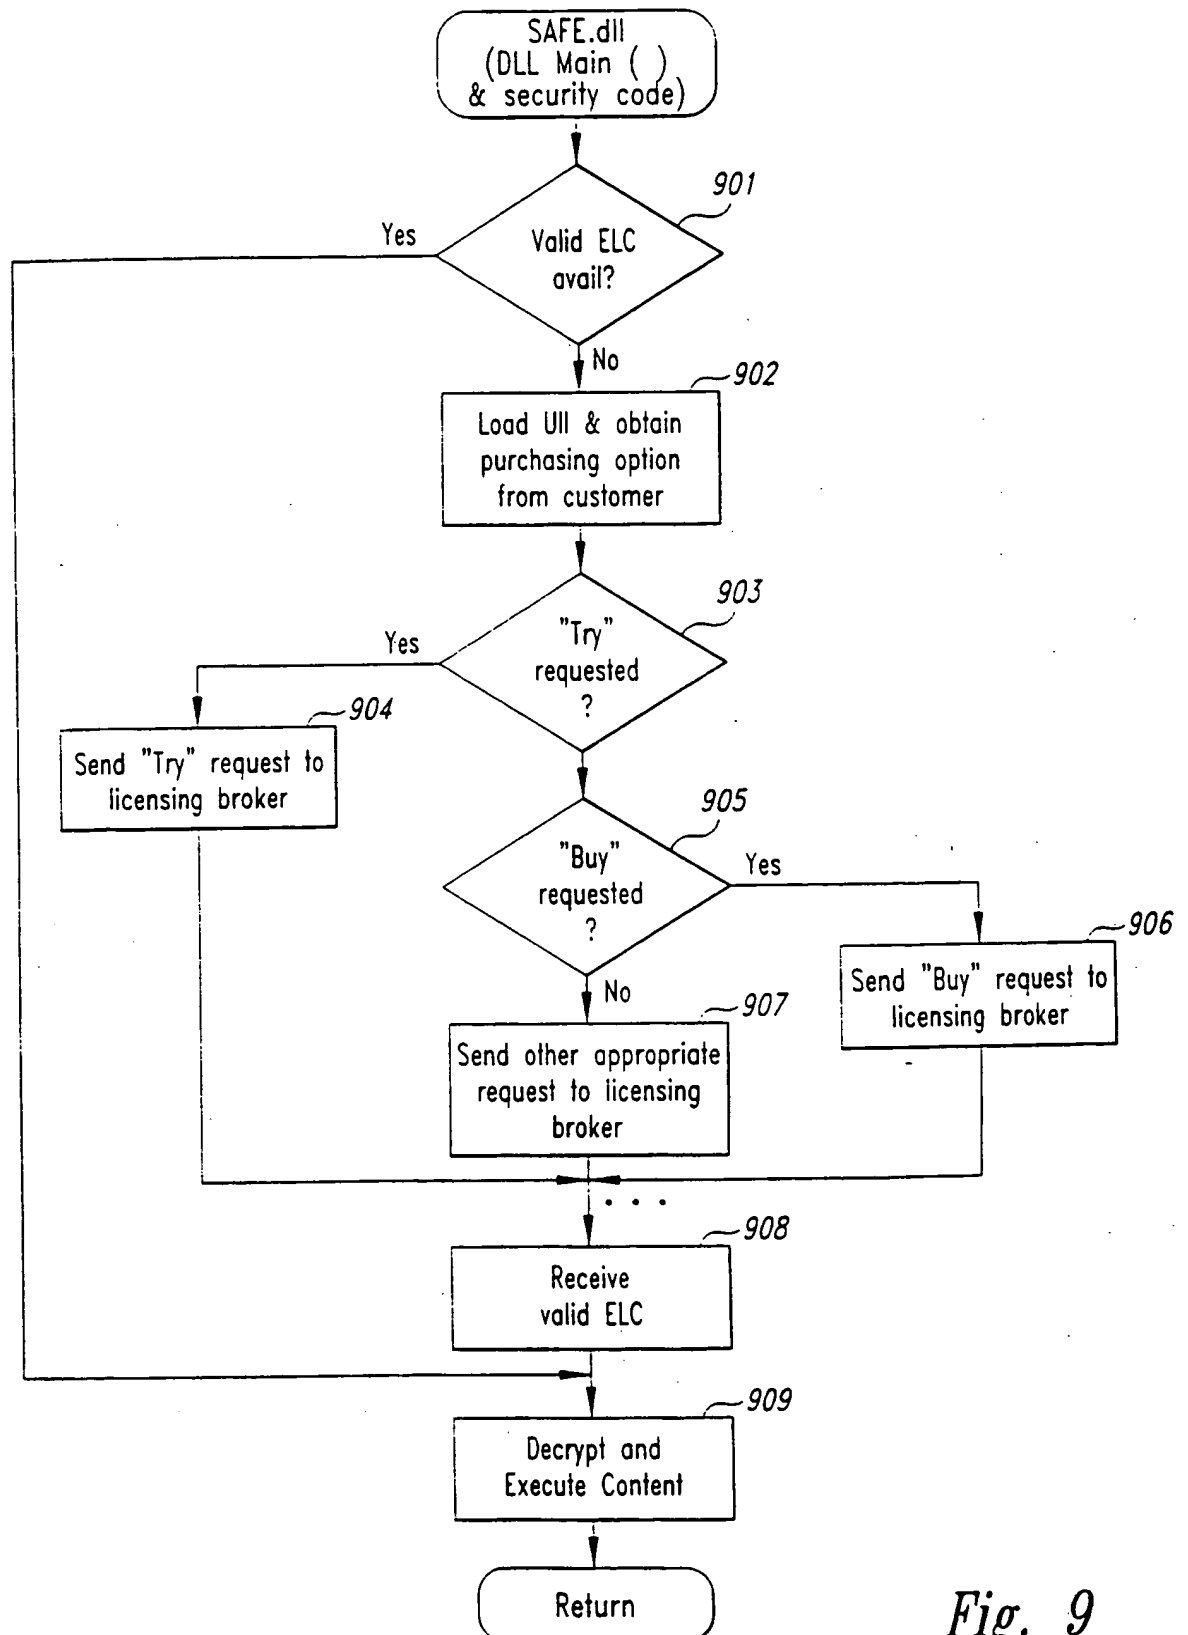 SAFE.dll
(DLL Main ( )
& security code)
901
Yes
Valid ELC
avail?
No
902
Load UII & obtain
purchasing option
from customer
903
Yes
"Try"
requested
?
904
Send "Try" request to
licensing broker
905
"Buy"
requested
?
Yes
906
Send "Buy" request to
licensing broker
No
907
Send other appropriate
request to licensing
broker
. . .
908
Receive
valid ELC
909
Decrypt and
Execute Content
Return
Fig. 9